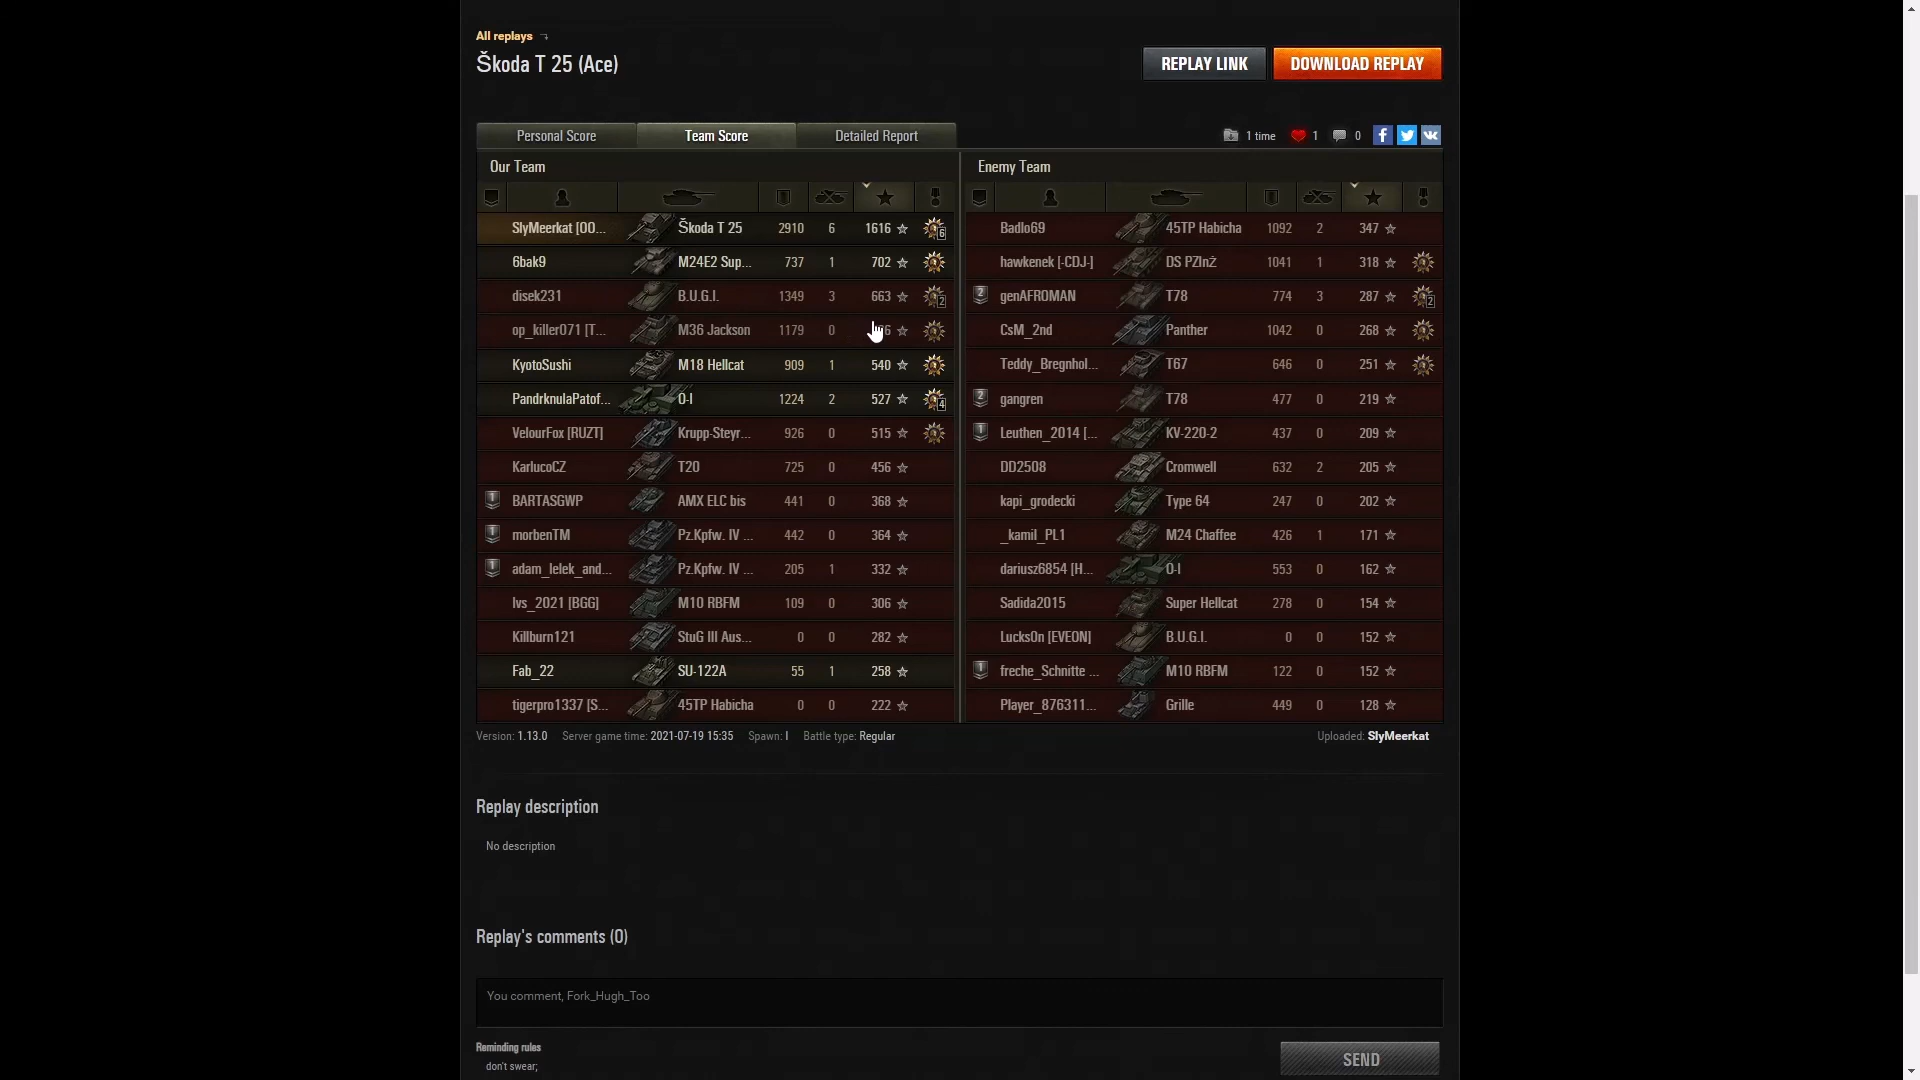 All replays
Škoda T 25 (Ace)
REPLAY LINK
DOWNLOAD REPLAY
Personal Score
Team Score
Detailed Report
1 time
1
0
Our Team
SlyMeerkat [OO... Škoda T 25 2910 6 1616
6bak9 M24E2 Sup... 737 1 702
disek231 B.U.G.I. 1349 3 663
op_killer071 [T... M36 Jackson 1179 0
KyotoSushi M18 Hellcat 909 1 540
PandrknulaPatof... O-I 1224 2 527
VelourFox [RUZT] Krupp-Steyr... 926 0 515
KarlucoCZ T20 725 0 456
BARTASGWP AMX ELC bis 441 0 368
morbenTM Pz.Kpfw. IV ... 442 0 364
adam_lelek_and... Pz.Kpfw. IV ... 205 1 332
Ivs_2021 [BGG] M10 RBFM 109 0 306
Killburn121 StuG III Aus... 0 0 282
Fab_22 SU-122A 55 1 258
tigerpro1337 [S... 45TP Habicha 0 0 222
Enemy Team
Badlo69 45TP Habicha 1092 2 347
hawkenek [-CDJ-] DS PZInż 1041 1 318
genAFROMAN T78 774 3 287
CsM_2nd Panther 1042 0 268
Teddy_Bregnhol... T67 646 0 251
gangren T78 477 0 219
Leuthen_2014 [... KV-220-2 437 0 209
DD2508 Cromwell 632 2 205
kapi_grodecki Type 64 247 0 202
_kamil_PL1 M24 Chaffee 426 1 171
dariusz6854 [H... O-I 553 0 162
Sadida2015 Super Hellcat 278 0 154
LucksOn [EVEON] B.U.G.I. 0 0 152
freche_Schnitte ... M10 RBFM 122 0 152
Player_876311... Grille 449 0 128
Version: 1.13.0 Server game time: 2021-07-19 15:35 Spawn: I Battle type: Regular
Uploaded: SlyMeerkat
Replay description
No description
Replay's comments (0)
You comment, Fork_Hugh_Too
Reminding rules
don't swear;
SEND